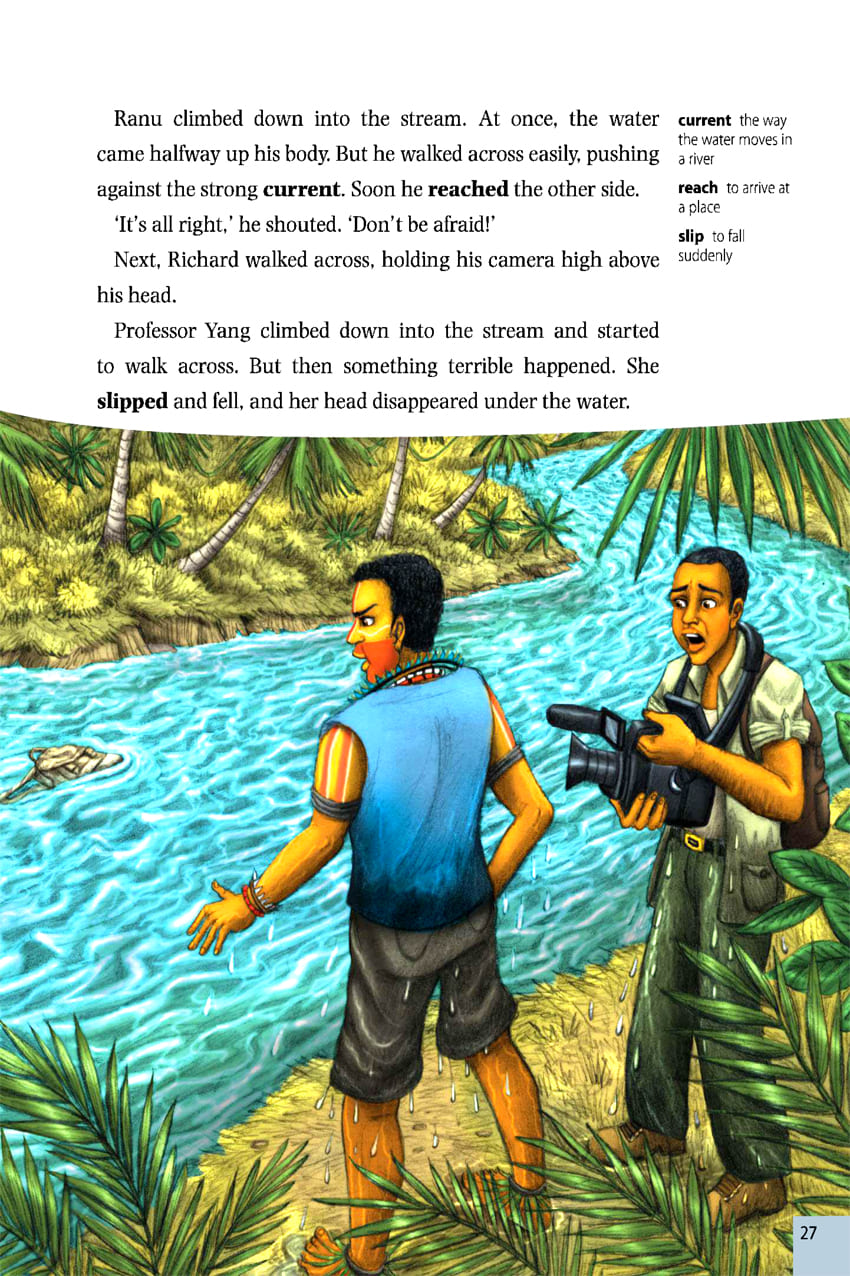 Ranu climbed down into the stream. At once, the water
came halfway up his body. But he walked across easily, pushing
against the strong current. Soon he reached the other side.
‘It’s all right,’ he shouted. ‘Don’t be afraid!’
Next, Richard walked across, holding his camera high above
his head.
Professor Yang climbed down into the stream and started
to walk across. But then something terrible happened. She
slipped and fell, and her head disappeared under the water.
current the way
the water moves in
a river
reach to arrive at
a place
slip to fall
suddenly
27